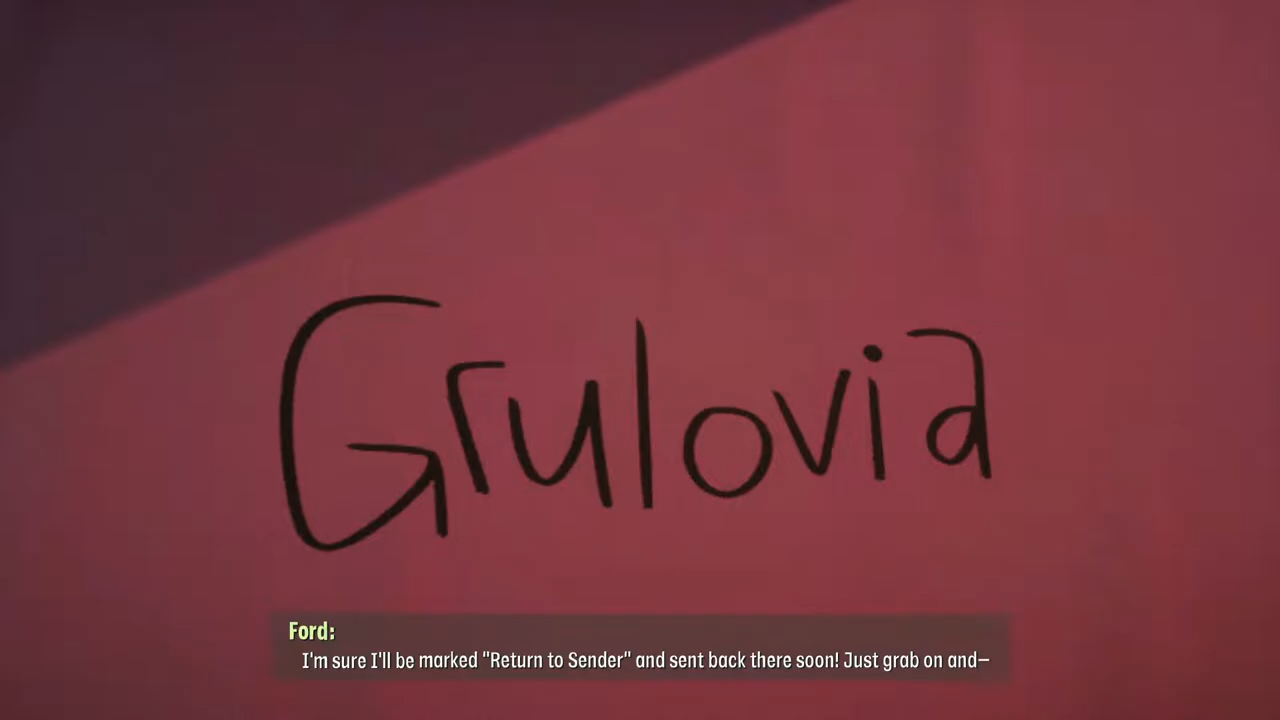 Grulovia
Ford:
I'm sure I'll be marked "Return to Sender" and sent back there soon! Just grab on and—